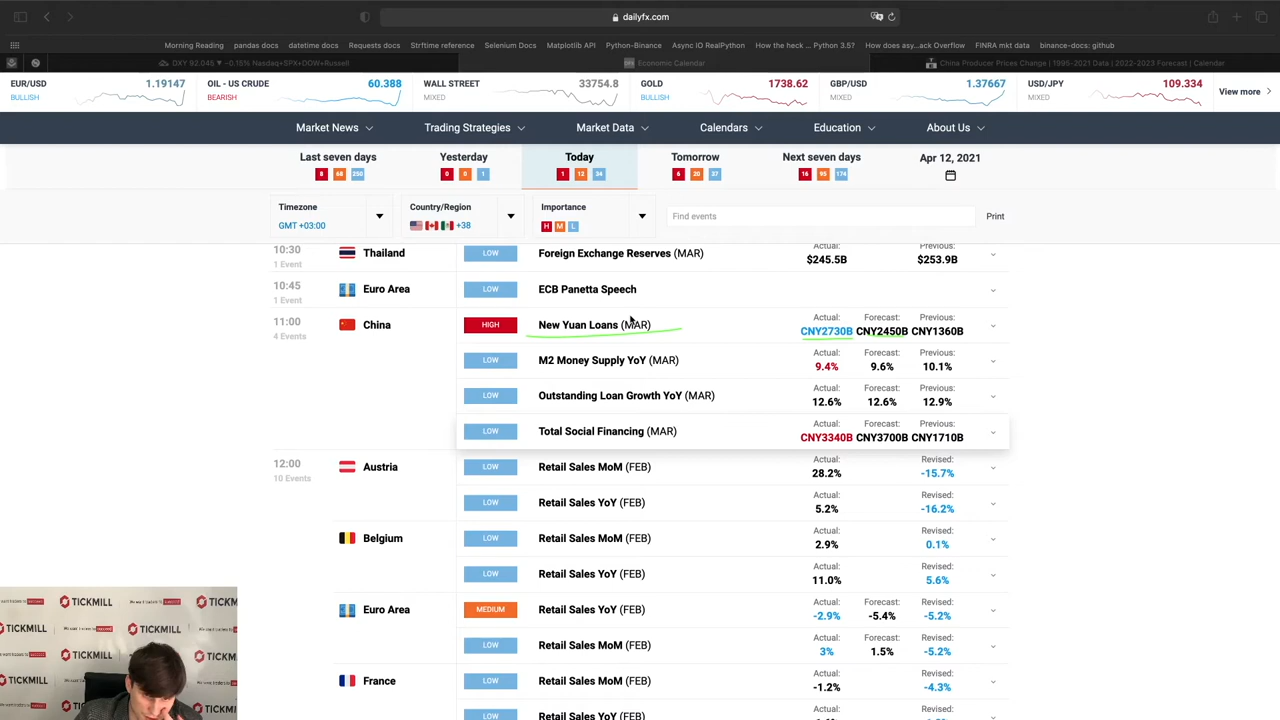 dailyfx.com
Morning Reading pandas docs datetime docs Requests docs Strftime reference Selenium Docs Matplotlib API Python-Binance Async IO RealPython How the heck ... Python 3.5? How does asy...ack Overflow FINRA mkt data binance-docs: github
DXY 92.045 ▼ −0.15% Nasdaq+SPX+DOW+Russell Economic Calendar China Producer Prices Change | 1995-2021 Data | 2022-2023 Forecast | Calendar
EUR/USD 1.19147 OIL - US CRUDE 60.388 WALL STREET 33754.8 GOLD 1738.62 GBP/USD 1.37667 USD/JPY 109.334 View more
BULLISH BEARISH MIXED BULLISH MIXED MIXED
Market News Trading Strategies Market Data Calendars Education About Us
Last seven days Yesterday Today Tomorrow Next seven days Apr 12, 2021
8 68 250 0 0 1 1 12 34 6 20 37 16 95 174
Timezone Country/Region Importance
GMT +03:00 +38 H M L Find events Print
10:30 Thailand LOW Foreign Exchange Reserves (MAR) Actual: Previous:
1 Event $245.5B $253.9B
10:45 Euro Area LOW ECB Panetta Speech
1 Event
11:00 China HIGH New Yuan Loans (MAR) Actual: Forecast: Previous:
4 Events CNY2730B CNY2450B CNY1360B
LOW M2 Money Supply YoY (MAR) Actual: Forecast: Previous:
9.4% 9.6% 10.1%
LOW Outstanding Loan Growth YoY (MAR) Actual: Forecast: Previous:
12.6% 12.6% 12.9%
LOW Total Social Financing (MAR) Actual: Forecast: Previous:
CNY3340B CNY3700B CNY1710B
12:00 Austria LOW Retail Sales MoM (FEB) Actual: Revised:
10 Events 28.2% -15.7%
LOW Retail Sales YoY (FEB) Actual: Revised:
5.2% -16.2%
Belgium LOW Retail Sales MoM (FEB) Actual: Revised:
2.9% 0.1%
LOW Retail Sales YoY (FEB) Actual: Revised:
11.0% 5.6%
Euro Area MEDIUM Retail Sales YoY (FEB) Actual: Forecast: Revised:
-2.9% -5.4% -5.2%
LOW Retail Sales MoM (FEB) Actual: Forecast: Revised:
3% 1.5% -5.2%
France LOW Retail Sales MoM (FEB) Actual: Revised:
-1.2% -4.3%
LOW Retail Sales YoY (FEB) Actual: Revised:
TICKMILL
TICKMILL TICKMILL
TICKMILL
TICKMILL
TICKMILL